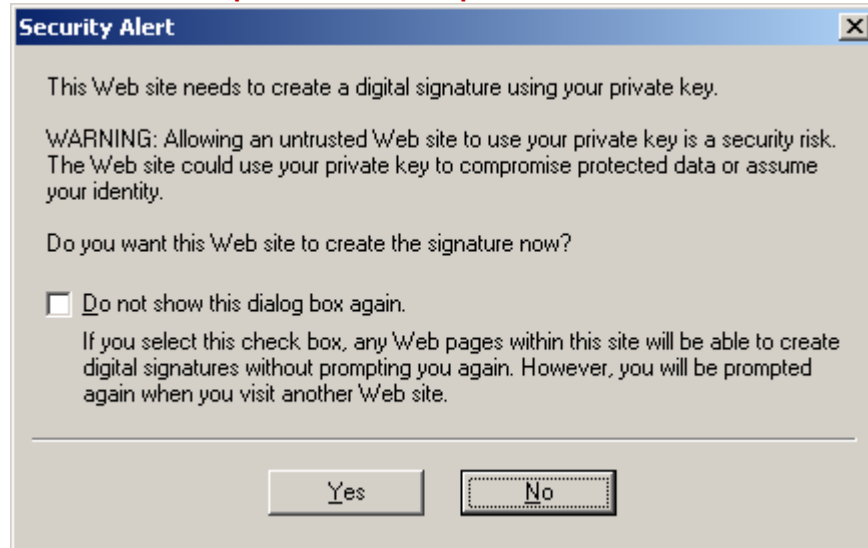 Security Alert
This Web site needs to create a digital signature using your private key.
WARNING: Allowing an untrusted Web site to use your private key is a security risk.
The Web site could use your private key to compromise protected data or assume
your identity.
Do you want this Web site to create the signature now?
Do not show this dialog box again.
If you select this check box, any Web pages within this site will be able to create
digital signatures without prompting you again. However, you will be prompted
again when you visit another Web site.
Yes
No